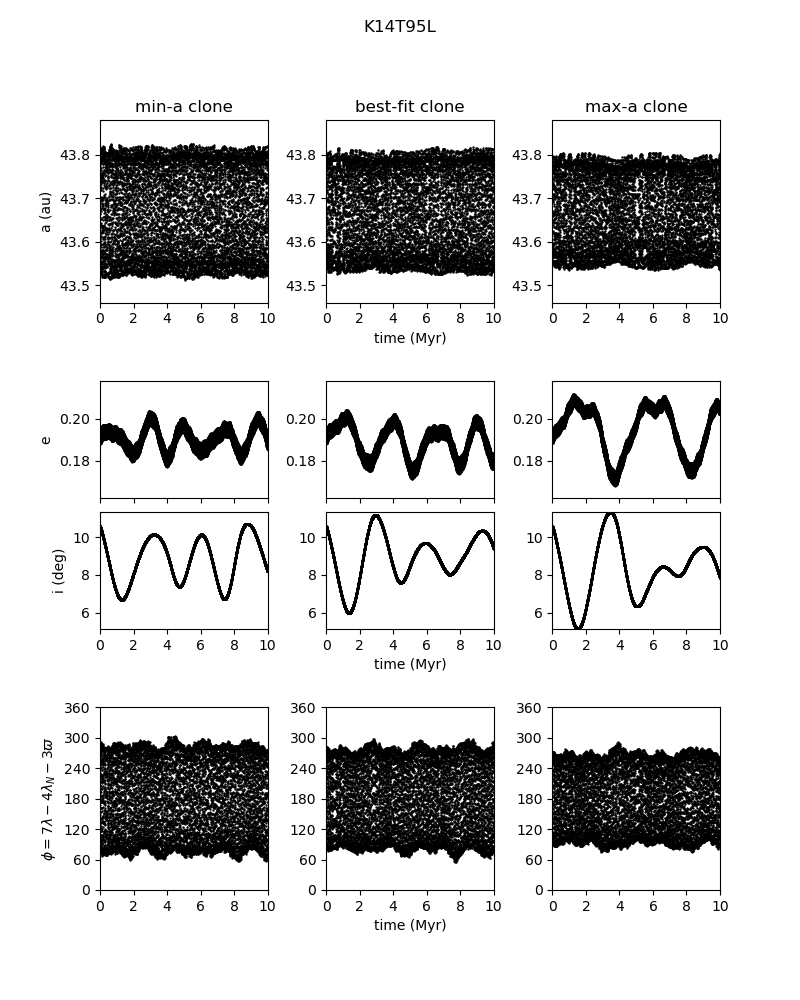 K14T95L
min-a clone best-fit clone max-a clone
a (au)
43.8 43.8 43.8
43.7 43.7 43.7
43.6 43.6 43.6
43.5 43.5 43.5
0 2 4 6 8 10 0 2 4 6 8 10 0 2 4 6 8 10
time (Myr)
e
0.20 0.20 0.20
0.18 0.18 0.18
i (deg)
10 10 10
8 8 8
6 6 6
0 2 4 6 8 10 0 2 4 6 8 10 0 2 4 6 8 10
time (Myr)
ϕ = 7λ − 4λ_N − 3ϖ
360 360 360
300 300 300
240 240 240
180 180 180
120 120 120
60 60 60
0 0 0
0 2 4 6 8 10 0 2 4 6 8 10 0 2 4 6 8 10
time (Myr)